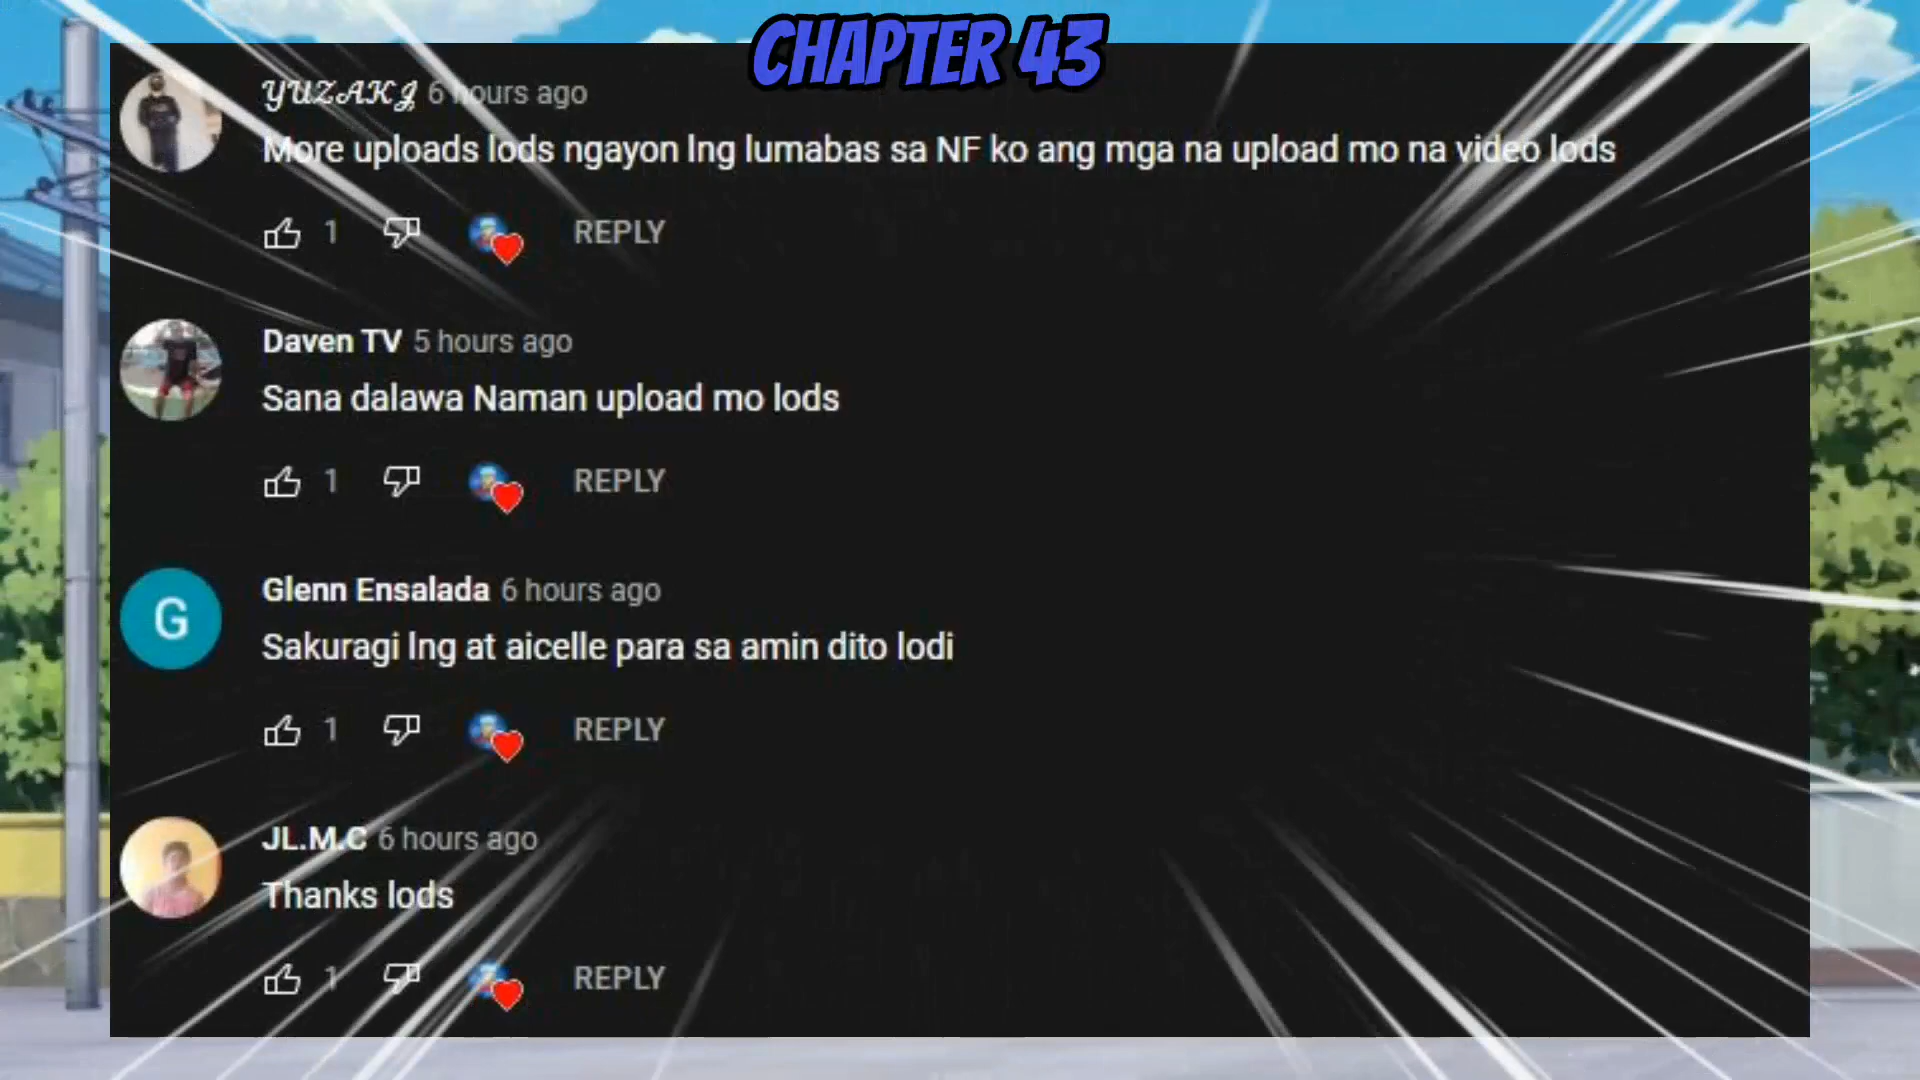 CHAPTER 43
YUZAKJ 6 hours ago
More uploads lods ngayon lng lumabas sa NF ko ang mga na upload mo na video lods
1 REPLY
Daven TV 5 hours ago
Sana dalawa Naman upload mo lods
1 REPLY
G
Glenn Ensalada 6 hours ago
Sakuragi lng at aicelle para sa amin dito lodi
1 REPLY
JL.M.C 6 hours ago
Thanks lods
1 REPLY